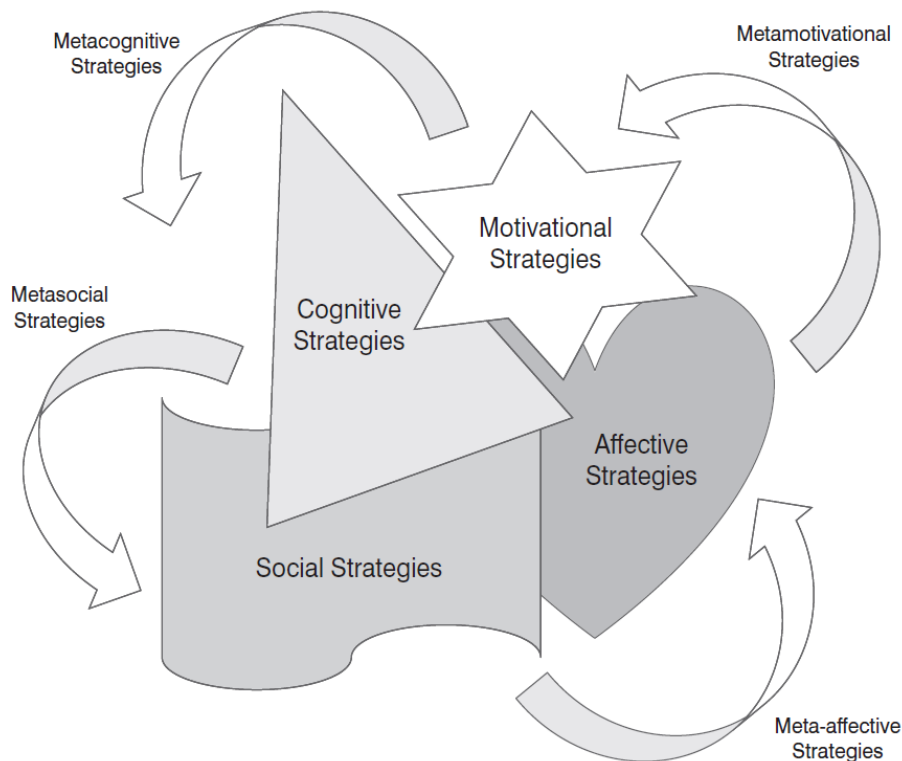 Metacognitive
Strategies
Metamotivational
Strategies
Motivational
Strategies
Metasocial
Strategies
Cognitive
Strategies
Affective
Strategies
Social Strategies
Meta-affective
Strategies